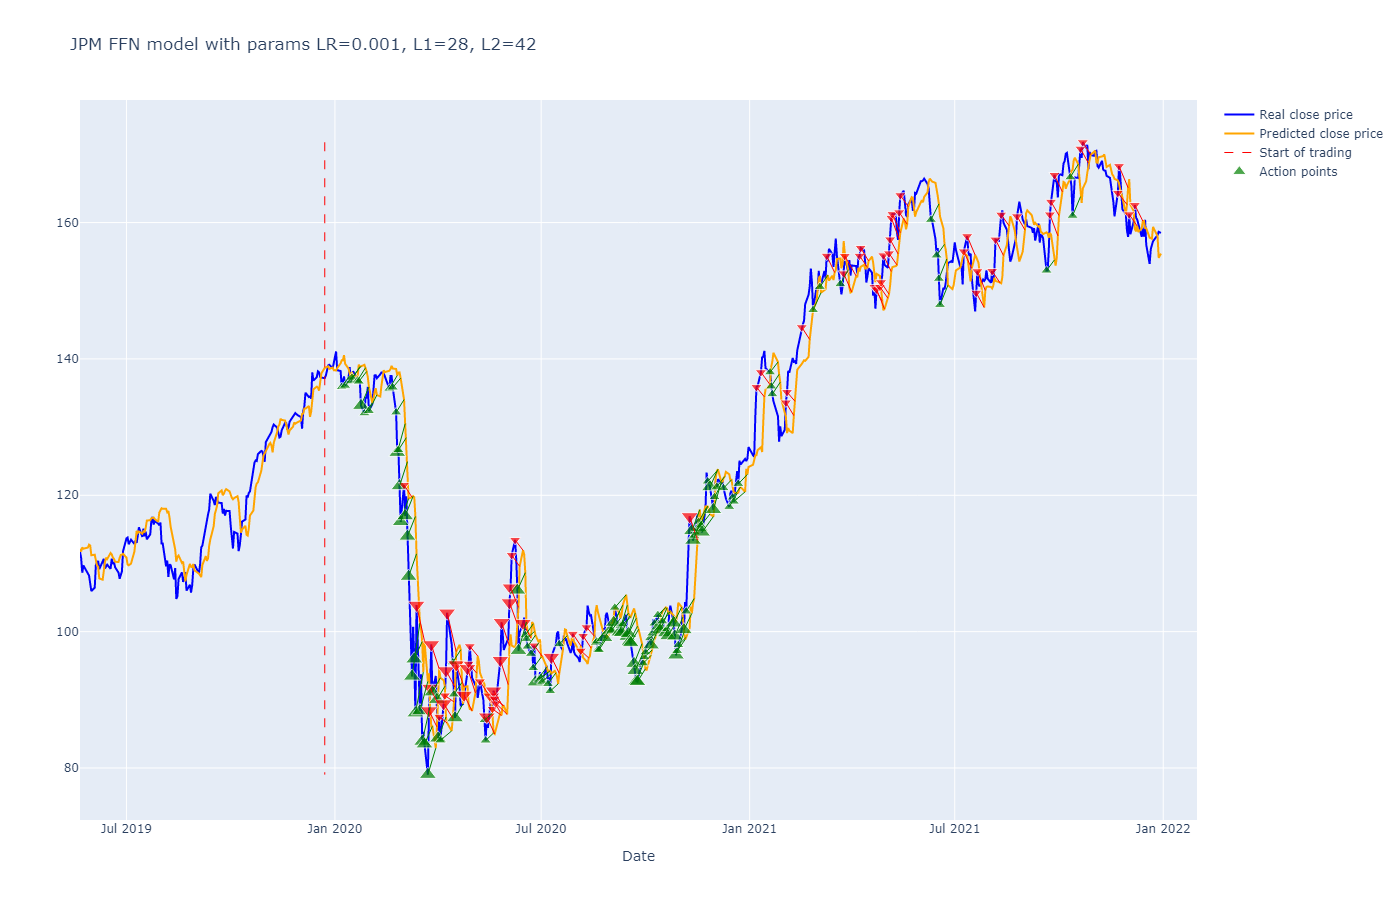 JPM FFN model with params LR=0.001, L1=28, L2=42
Real close price
Predicted close price
Start of trading
Action points
160
140
120
100
80
Jul 2019
Jan 2020
Jul 2020
Jan 2021
Jul 2021
Jan 2022
Date